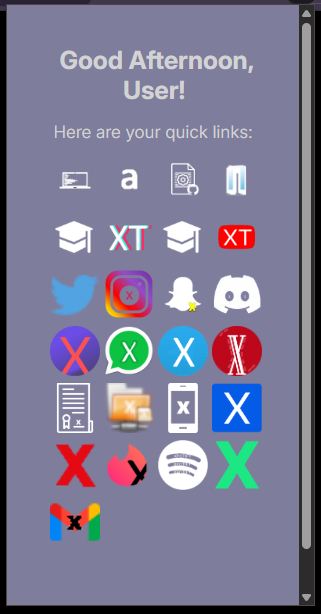 Good Afternoon,
User!
Here are your quick links:
a
XT XT
X X
X X X X
X X X
X X X
X